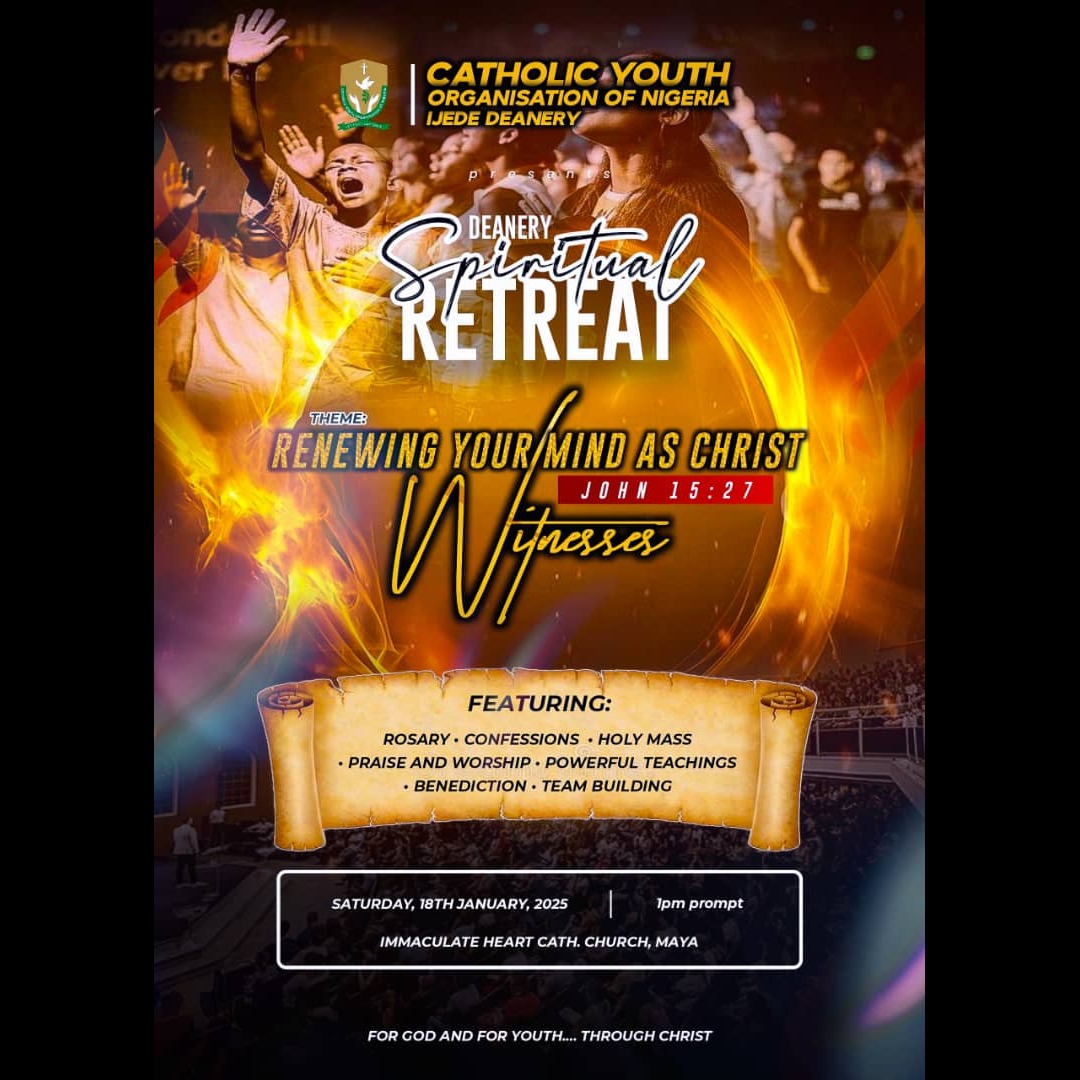 CATHOLIC YOUTH
ORGANISATION OF NIGERIA
IJEDE DEANERY
presents
DEANERY
Spiritual
RETREAT
THEME:
RENEWING YOUR MIND AS CHRIST
JOHN 15:27
Witnesses
FEATURING:
ROSARY • CONFESSIONS • HOLY MASS
• PRAISE AND WORSHIP • POWERFUL TEACHINGS
• BENEDICTION • TEAM BUILDING
SATURDAY, 18TH JANUARY, 2025 | 1pm prompt
IMMACULATE HEART CATH. CHURCH, MAYA
FOR GOD AND FOR YOUTH.... THROUGH CHRIST